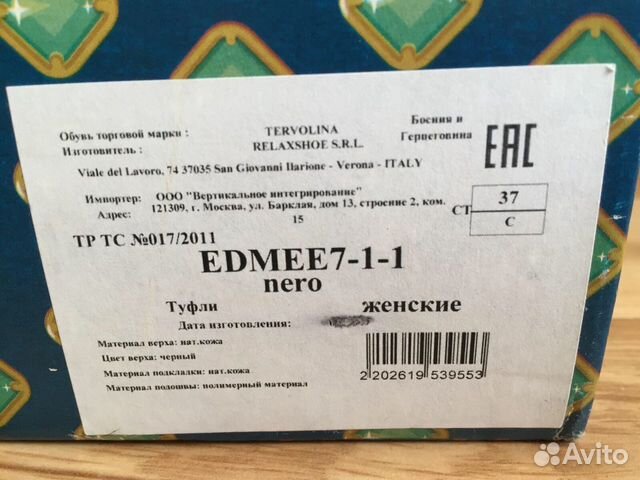 Обувь торговой марки : TERVOLINA Босния и
Изготовитель : RELAXSHOE S.R.L. Герцеговина
EAC
Viale del Lavoro, 74 37035 San Giovanni Ilarione - Verona - ITALY
Импортер: ООО "Вертикальное интегрирование"
Адрес: 121309, г. Москва, ул. Барклая, дом 13, строение 2, ком.
15
СТ 37
С
ТР ТС №017/2011
EDMEE7-1-1
nero
Туфли женские
Дата изготовления:
Материал верха: нат.кожа
Цвет верха: черный
Материал подкладки: нат.кожа
Материал подошвы: полимерный материал
2 202619 539553
Avito